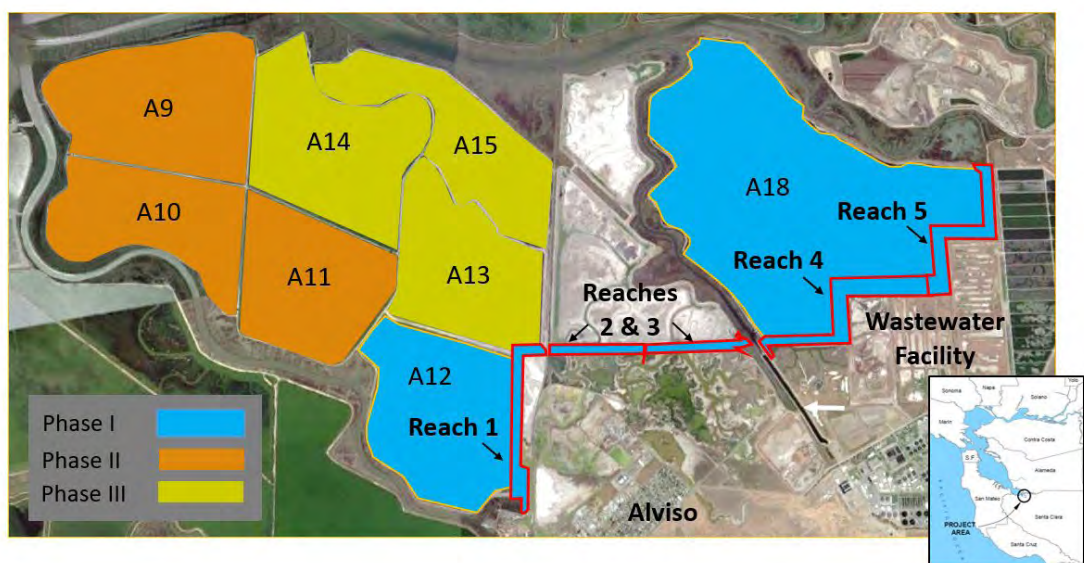 A9
A14
A15
A10
A18
A11
A13
Reach 5
Reach 4
Reaches
2 & 3
Wastewater
Facility
A12
Reach 1
Alviso
Phase I
Phase II
Phase III
Sonoma
Napa
Yolo
Solano
Marin
Contra Costa
S.F.
Alameda
San Mateo
Santa Clara
PROJECT
AREA
Santa Cruz